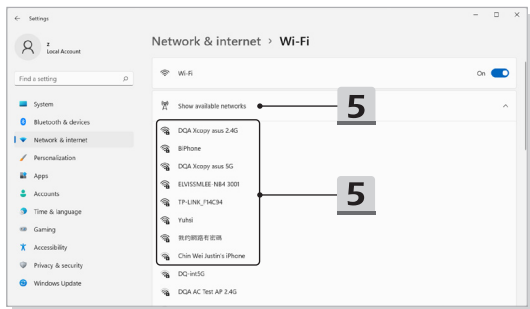 Settings
z
Local Account
Find a setting
System
Bluetooth & devices
Network & internet
Personalization
Apps
Accounts
Time & language
Gaming
Accessibility
Privacy & security
Windows Update
Network & internet > Wi-Fi
Wi-Fi
On
Show available networks
5
DQA Xcopy asus 2.4G
BiPhone
DQA Xcopy asus 5G
ELVISSMLEE-NB4 3001
TP-LINK_F14C94
5
Yuhsi
我的網路有密碼
Chin Wei Justin's iPhone
DQ-int5G
DQA AC Test AP 2.4G